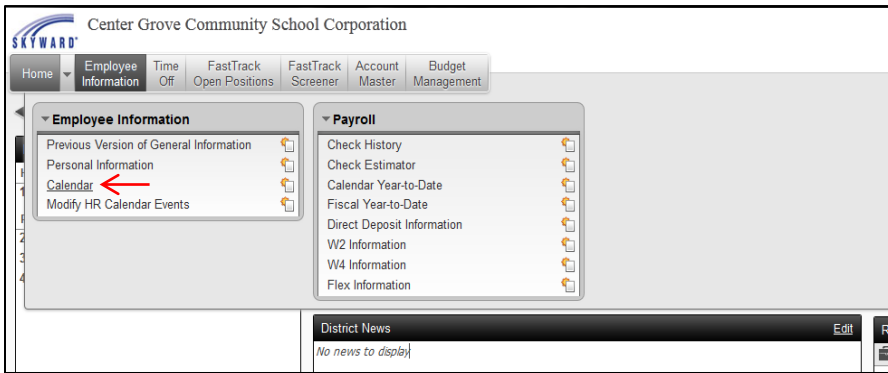 Center Grove Community School Corporation
SKYWARD
Home
Employee Information
Time Off
FastTrack Open Positions
FastTrack Screener
Account Master
Budget Management
Employee Information
Previous Version of General Information
Personal Information
Calendar
Modify HR Calendar Events
Payroll
Check History
Check Estimator
Calendar Year-to-Date
Fiscal Year-to-Date
Direct Deposit Information
W2 Information
W4 Information
Flex Information
District News
Edit
No news to display